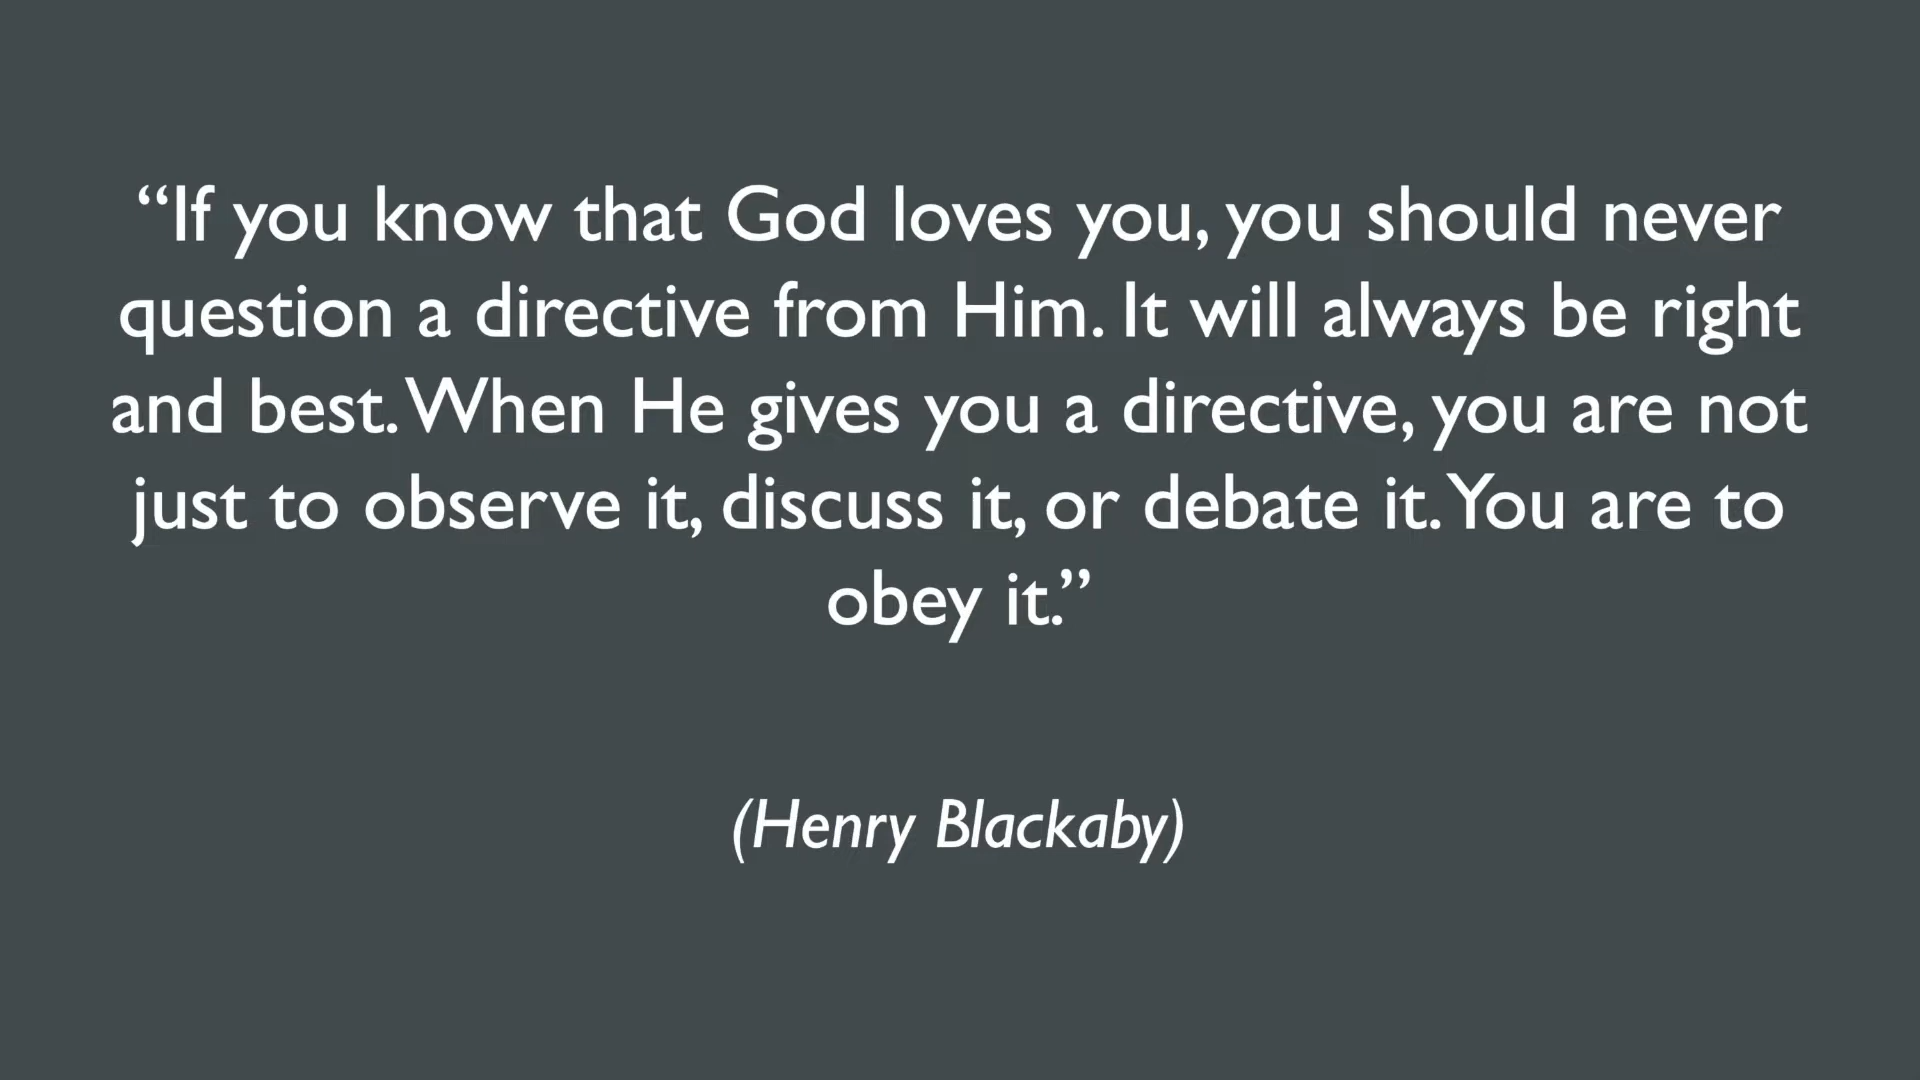 “If you know that God loves you, you should never
question a directive from Him. It will always be right
and best. When He gives you a directive, you are not
just to observe it, discuss it, or debate it. You are to
obey it.”
(Henry Blackaby)